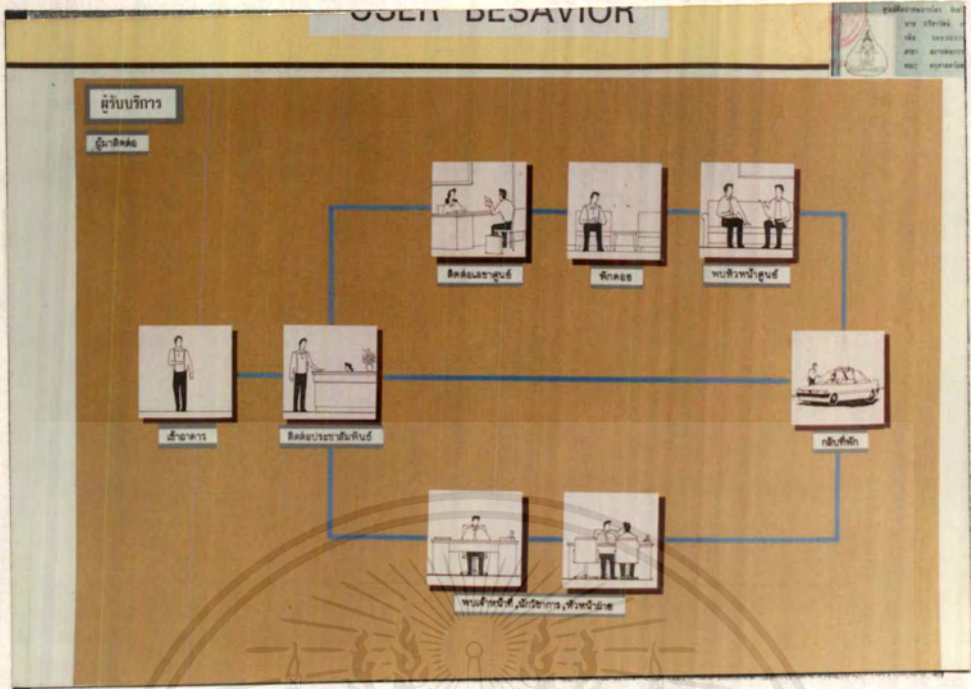 USER BESAVIOR
ผู้รับบริการ
ผู้มาติดต่อ
ติดต่อเลขาศูนย์
พักคอย
พบหัวหน้าศูนย์
เข้าอาคาร
ติดต่อประชาสัมพันธ์
กลับที่พัก
พบเจ้าหน้าที่,นักวิชาการ,หัวหน้าฝ่าย